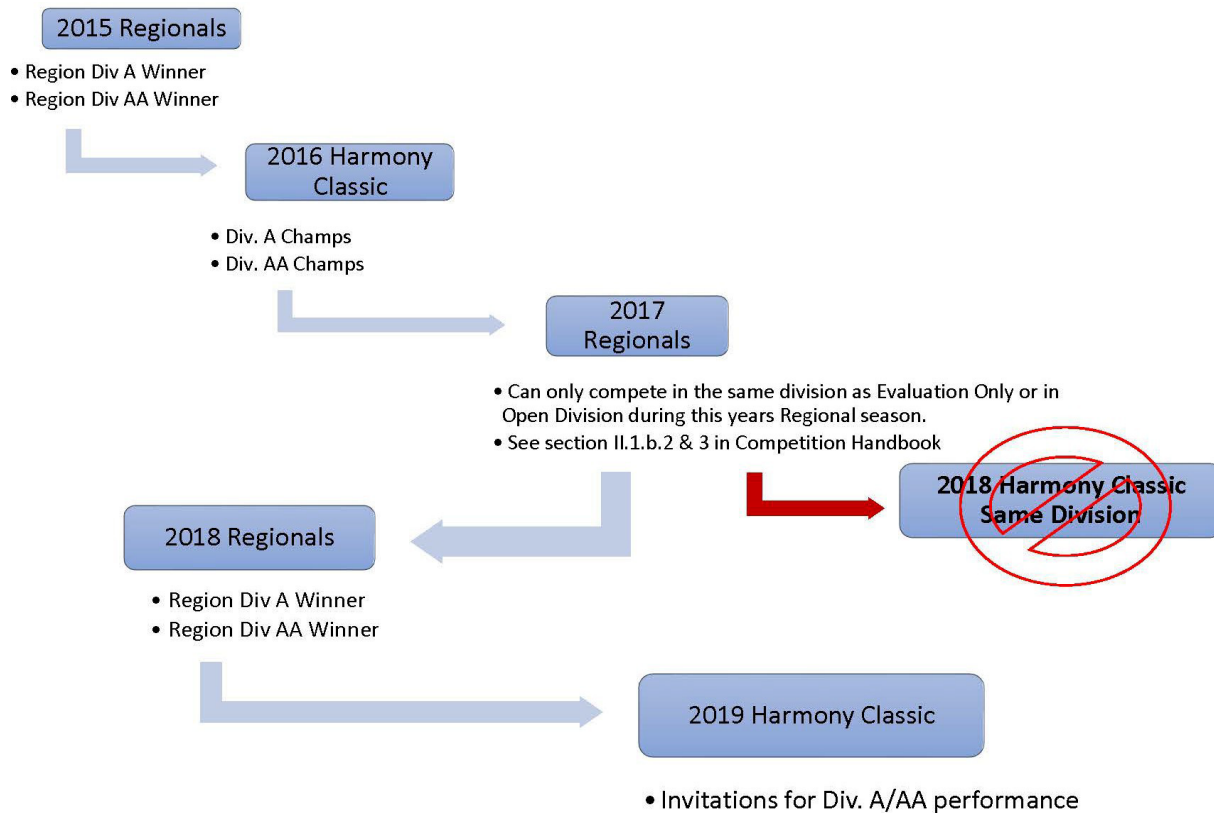 2015 Regionals
• Region Div A Winner
• Region Div AA Winner
2016 Harmony
Classic
• Div. A Champs
• Div. AA Champs
2017
Regionals
• Can only compete in the same division as Evaluation Only or in
Open Division during this years Regional season.
• See section II.1.b.2 & 3 in Competition Handbook
2018 Harmony Classic
Same Division
2018 Regionals
• Region Div A Winner
• Region Div AA Winner
2019 Harmony Classic
• Invitations for Div. A/AA performance